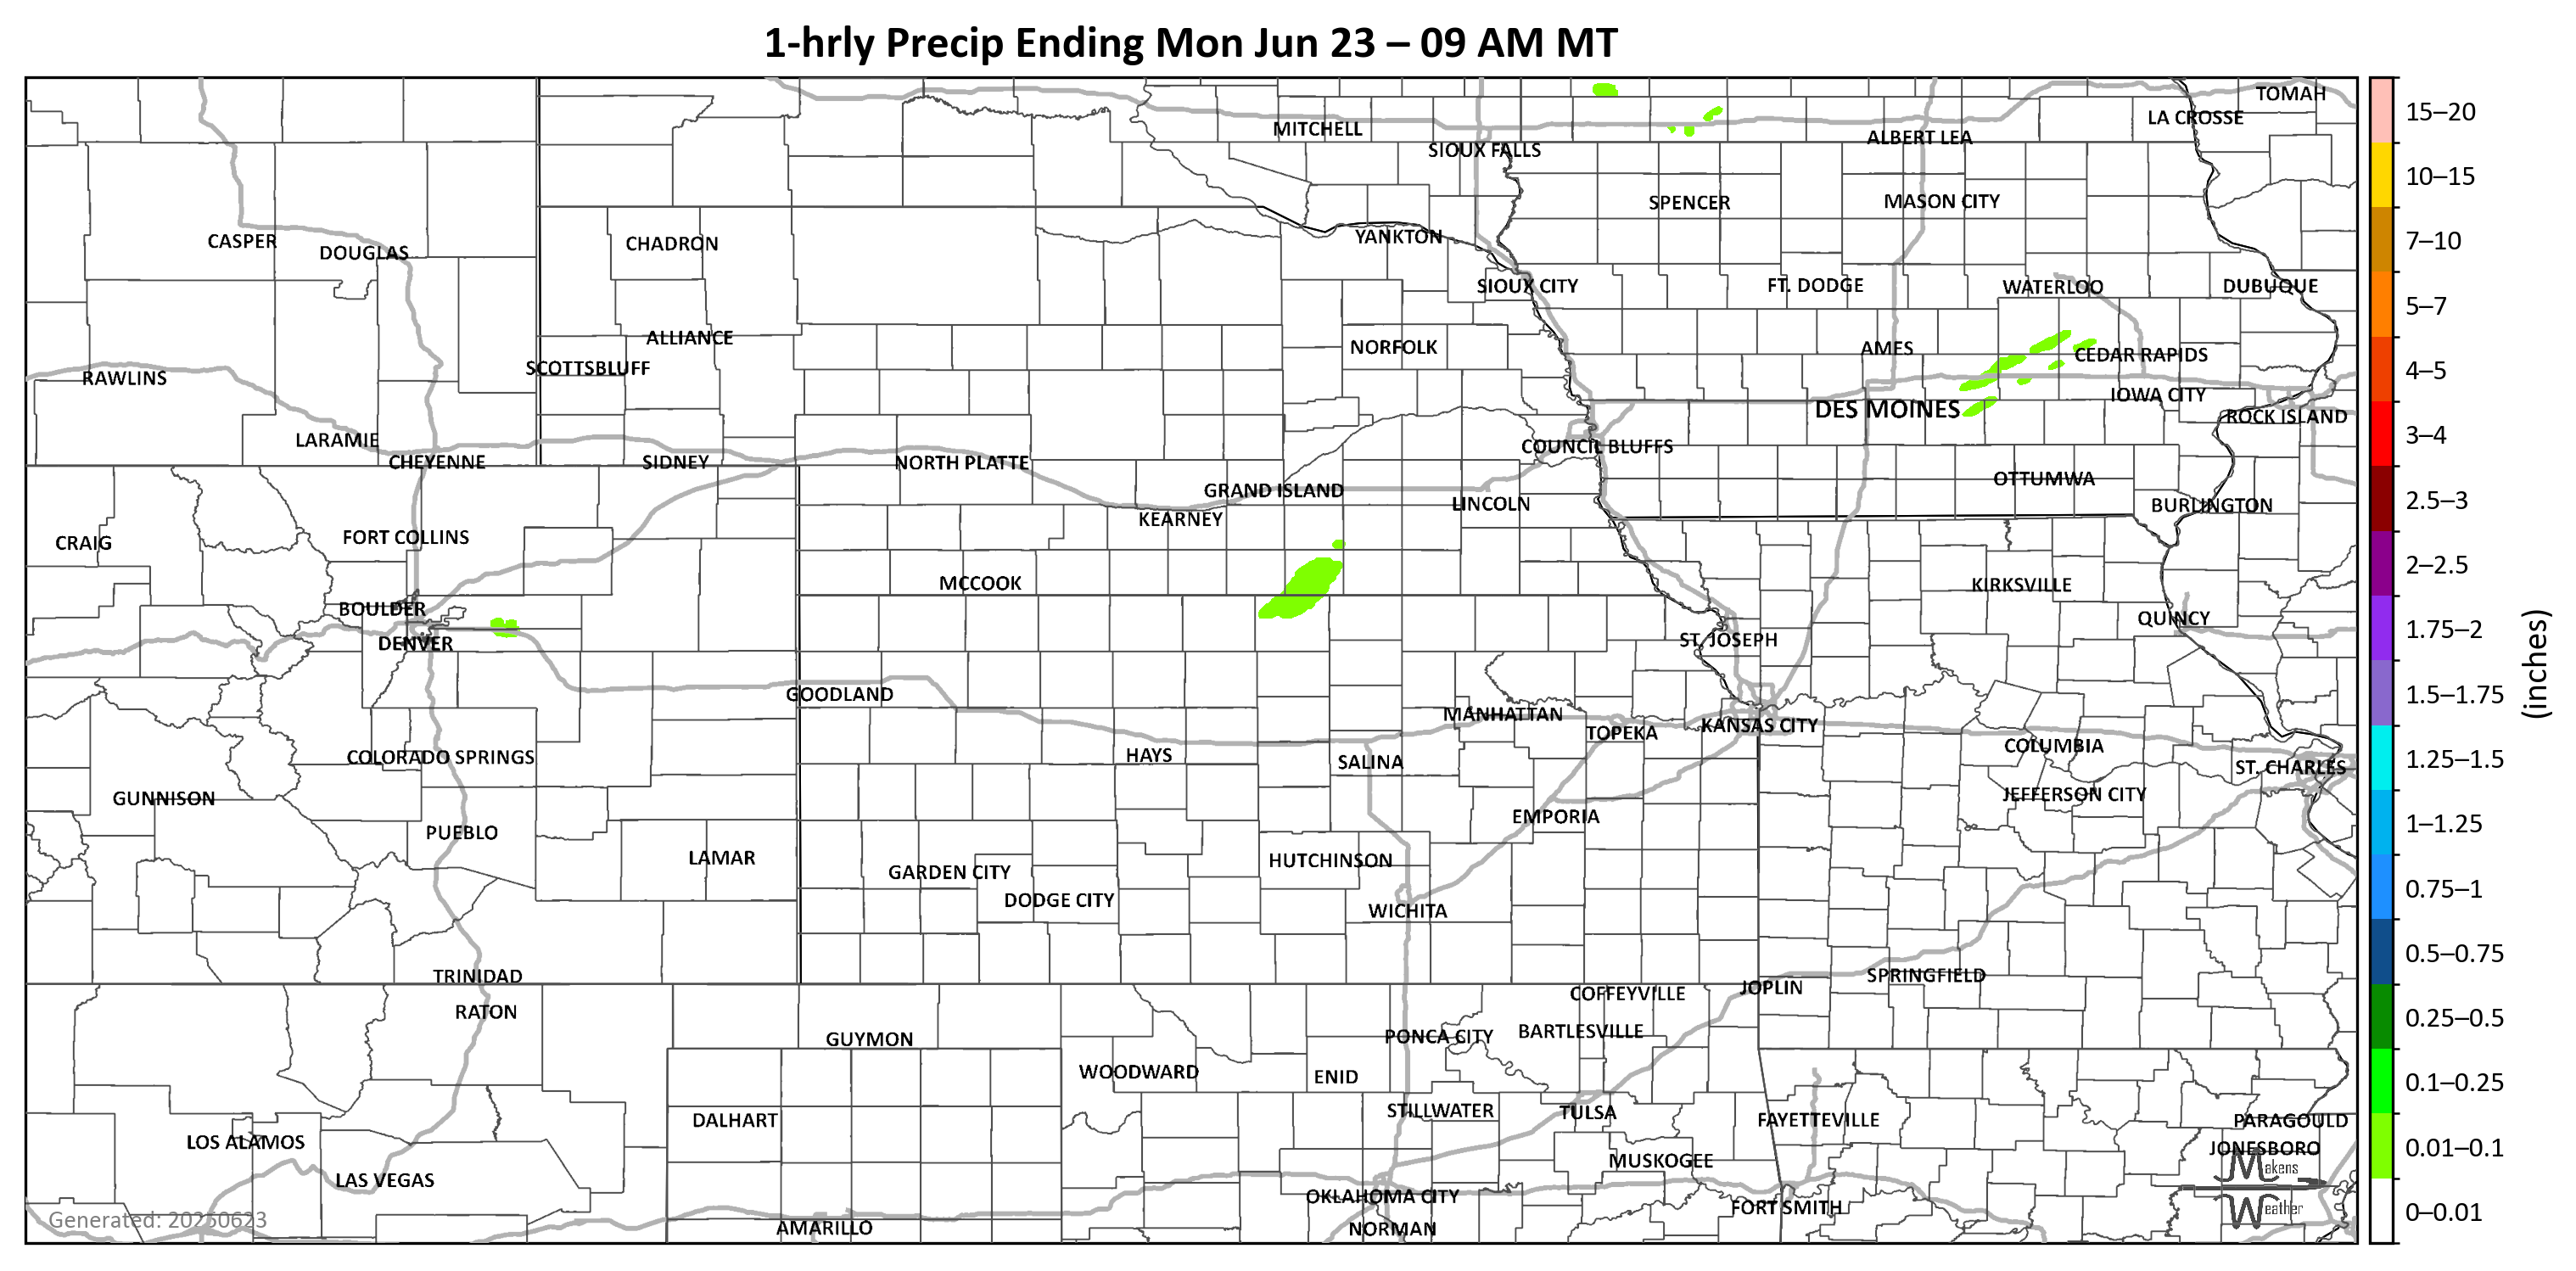 1-hrly Precip Ending Mon Jun 23 – 09 AM MT
TOMAH
LA CROSSE
MITCHELL
ALBERT LEA
SIOUX FALLS
SPENCER
MASON CITY
CASPER
DOUGLAS
CHADRON
YANKTON
SIOUX CITY
FT. DODGE
WATERLOO
DUBUQUE
ALLIANCE
NORFOLK
AMES
CEDAR RAPIDS
SCOTTSBLUFF
RAWLINS
IOWA CITY
DES MOINES
ROCK ISLAND
LARAMIE
COUNCIL BLUFFS
CHEYENNE
SIDNEY
NORTH PLATTE
OTTUMWA
GRAND ISLAND
LINCOLN
BURLINGTON
KEARNEY
CRAIG
FORT COLLINS
MCCOOK
KIRKSVILLE
BOULDER
QUINCY
DENVER
ST. JOSEPH
GOODLAND
MANHATTAN
TOPEKA
KANSAS CITY
COLUMBIA
COLORADO SPRINGS
HAYS
SALINA
ST. CHARLES
GUNNISON
JEFFERSON CITY
PUEBLO
EMPORIA
LAMAR
HUTCHINSON
GARDEN CITY
DODGE CITY
WICHITA
TRINIDAD
SPRINGFIELD
JOPLIN
COFFEYVILLE
RATON
GUYMON
PONCA CITY
BARTLESVILLE
WOODWARD
ENID
DALHART
STILLWATER
TULSA
FAYETTEVILLE
PARAGOULD
LOS ALAMOS
JONESBORO
MUSKOGEE
LAS VEGAS
OKLAHOMA CITY
FORT SMITH
AMARILLO
NORMAN
Generated: 20250623
Makens
Weather
15–20
10–15
7–10
5–7
4–5
3–4
2.5–3
2–2.5
1.75–2
1.5–1.75
1.25–1.5
1–1.25
0.75–1
0.5–0.75
0.25–0.5
0.1–0.25
0.01–0.1
0–0.01
(inches)